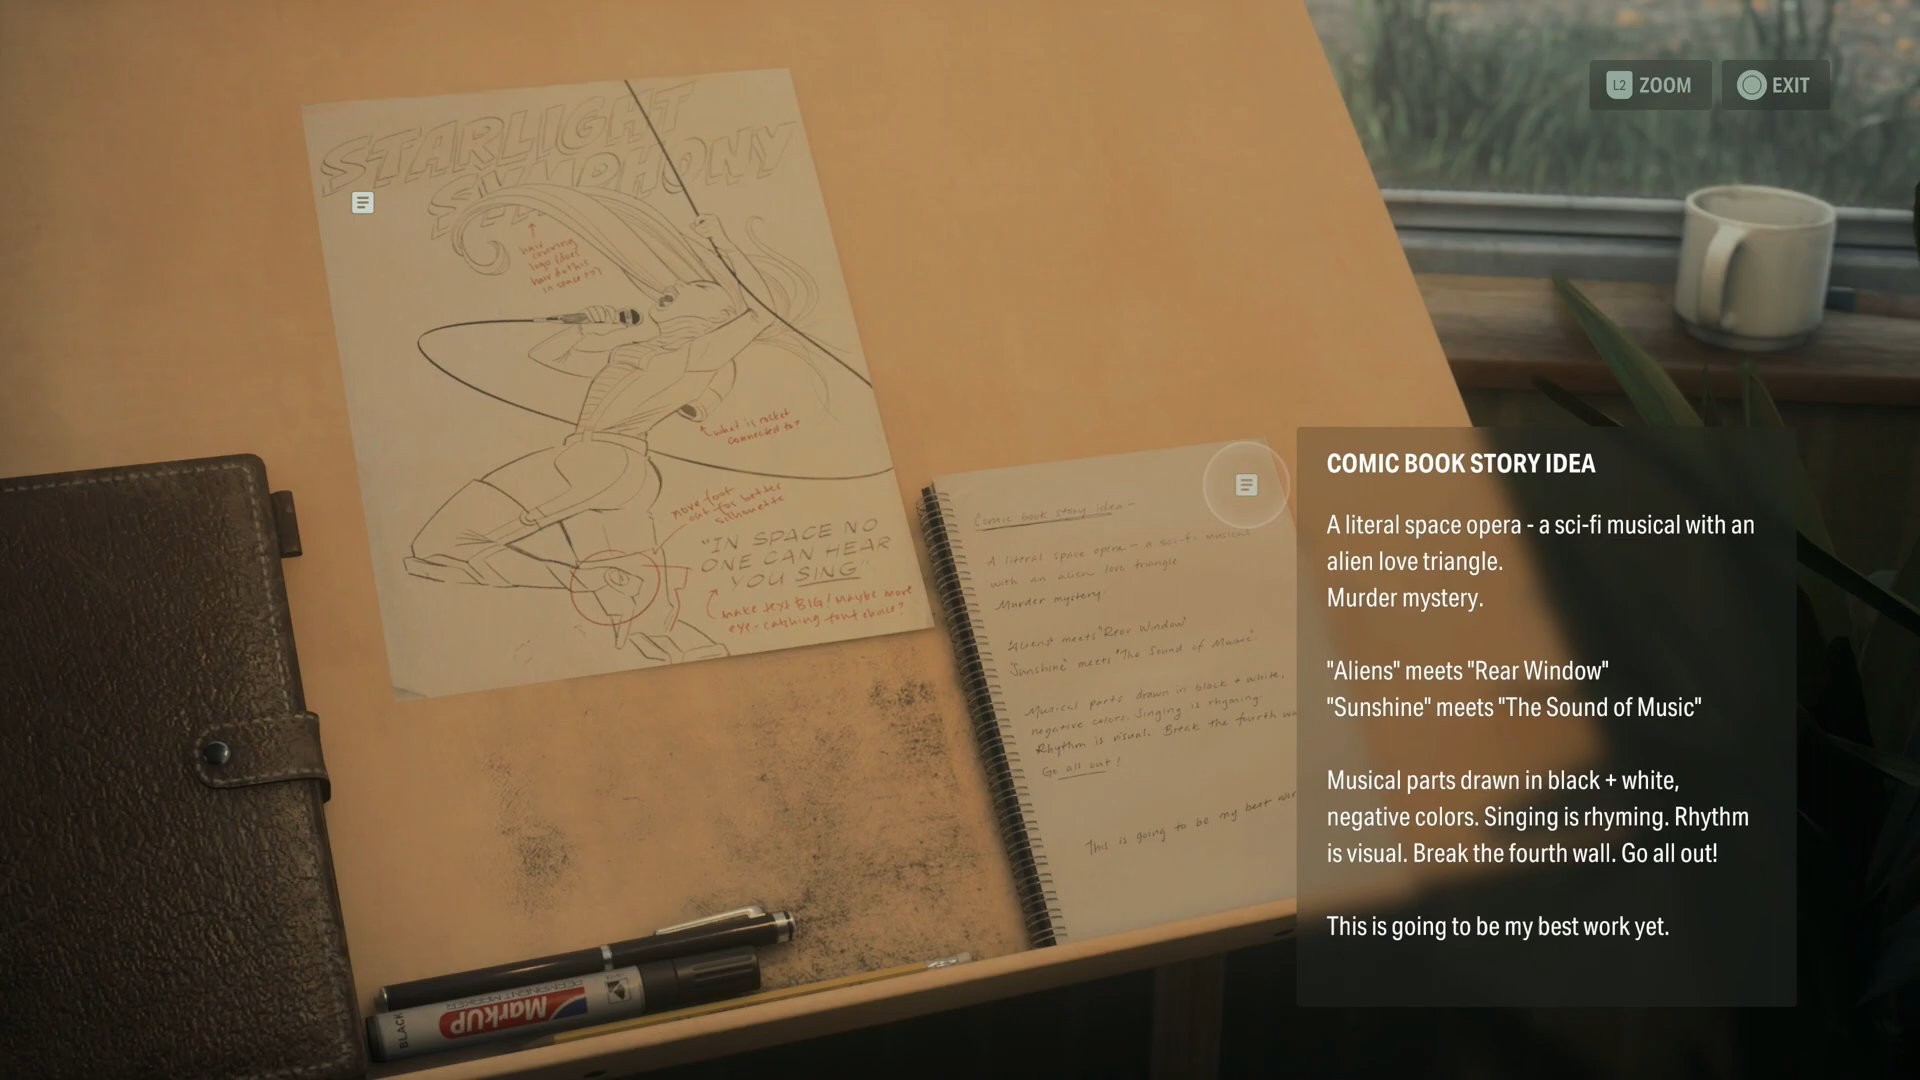 L2 ZOOM
EXIT
STARLIGHT
SYMPHONY
hair
covering
logo (does
hair do this
in space??)
what is rocket
connected to?
move foot
out for better
silhouette
"IN SPACE NO
ONE CAN HEAR
YOU SING"
make text BIG! Maybe more
eye-catching font choice?
Comic book story idea -
A literal space opera - a sci-fi musical
with an alien love triangle
Murder mystery.
"Aliens" meets "Rear Window"
"Sunshine" meets "The Sound of Music"
Musical parts drawn in black + white,
negative colors. Singing is rhyming
Rhythm is visual. Break the fourth
Go all out!
This is going to be my best
COMIC BOOK STORY IDEA
A literal space opera - a sci-fi musical with an
alien love triangle.
Murder mystery.
"Aliens" meets "Rear Window"
"Sunshine" meets "The Sound of Music"
Musical parts drawn in black + white,
negative colors. Singing is rhyming. Rhythm
is visual. Break the fourth wall. Go all out!
This is going to be my best work yet.
PERMANENT MARKER
MarkUP
BLACK